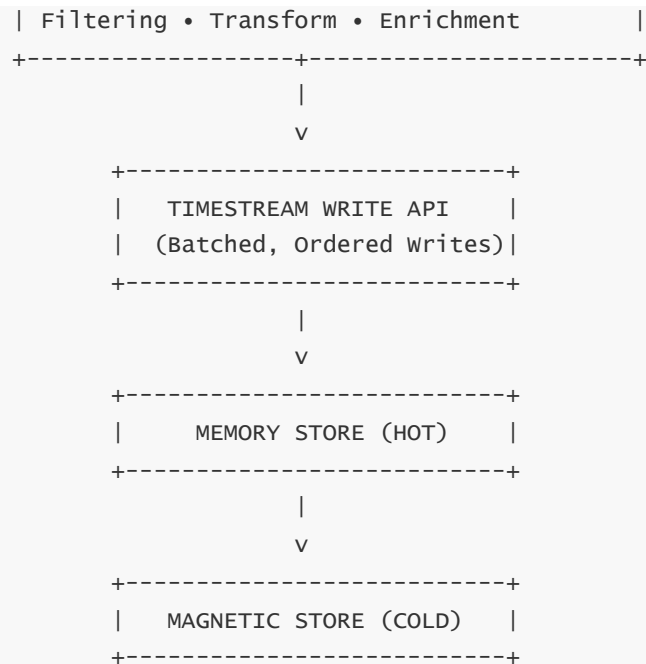 | Filtering • Transform • Enrichment        |
+-------------------+-----------------------+
                    |
                    v
        +---------------------------+
        |   TIMESTREAM WRITE API    |
        |  (Batched, Ordered Writes)|
        +---------------------------+
                    |
                    v
        +---------------------------+
        |     MEMORY STORE (HOT)    |
        +---------------------------+
                    |
                    v
        +---------------------------+
        |   MAGNETIC STORE (COLD)   |
        +---------------------------+